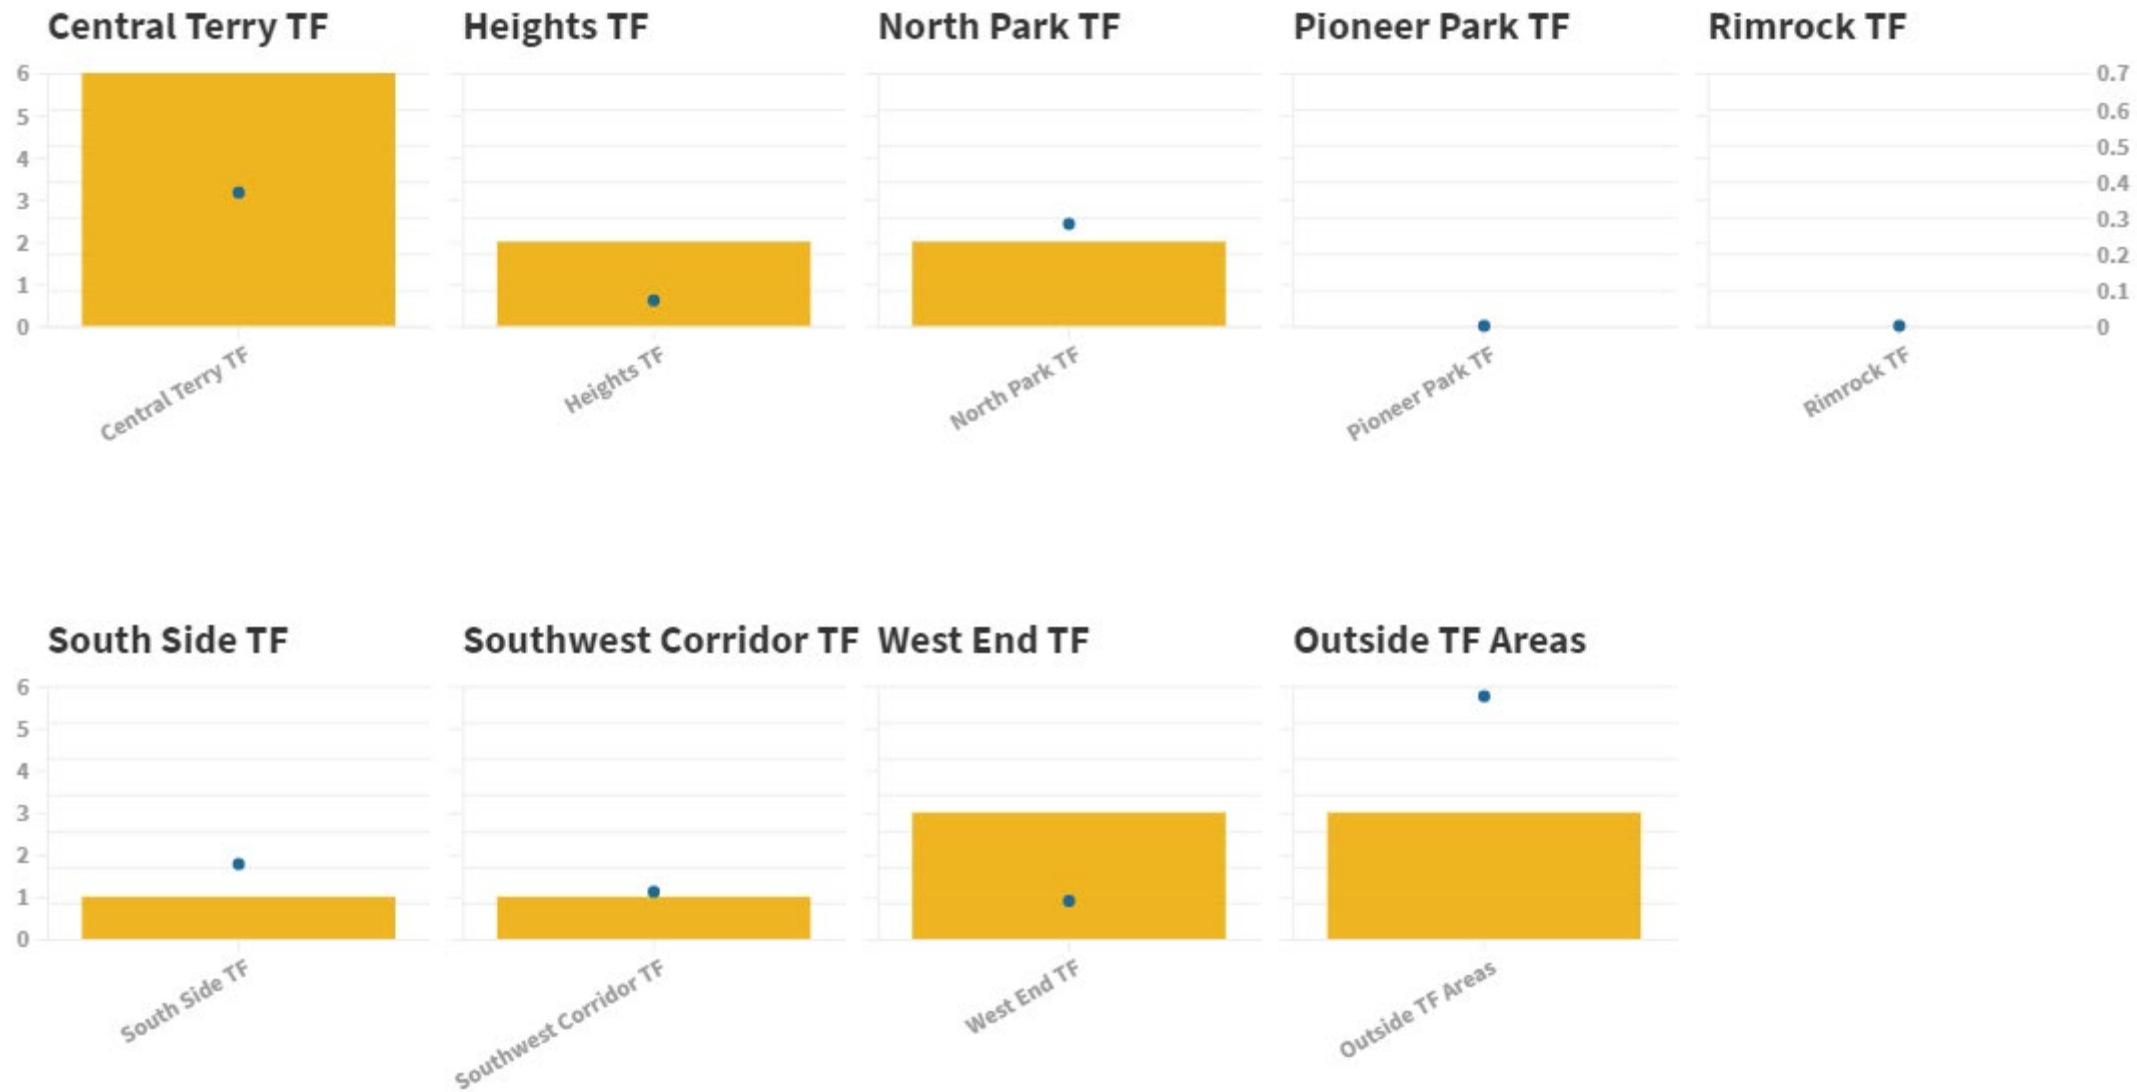 Central Terry TF
Heights TF
North Park TF
Pioneer Park TF
Rimrock TF
6
5
4
3
2
1
0
0.7
0.6
0.5
0.4
0.3
0.2
0.1
0
Central Terry TF
Heights TF
North Park TF
Pioneer Park TF
Rimrock TF
South Side TF
Southwest Corridor TF
West End TF
Outside TF Areas
6
5
4
3
2
1
0
South Side TF
Southwest Corridor TF
West End TF
Outside TF Areas